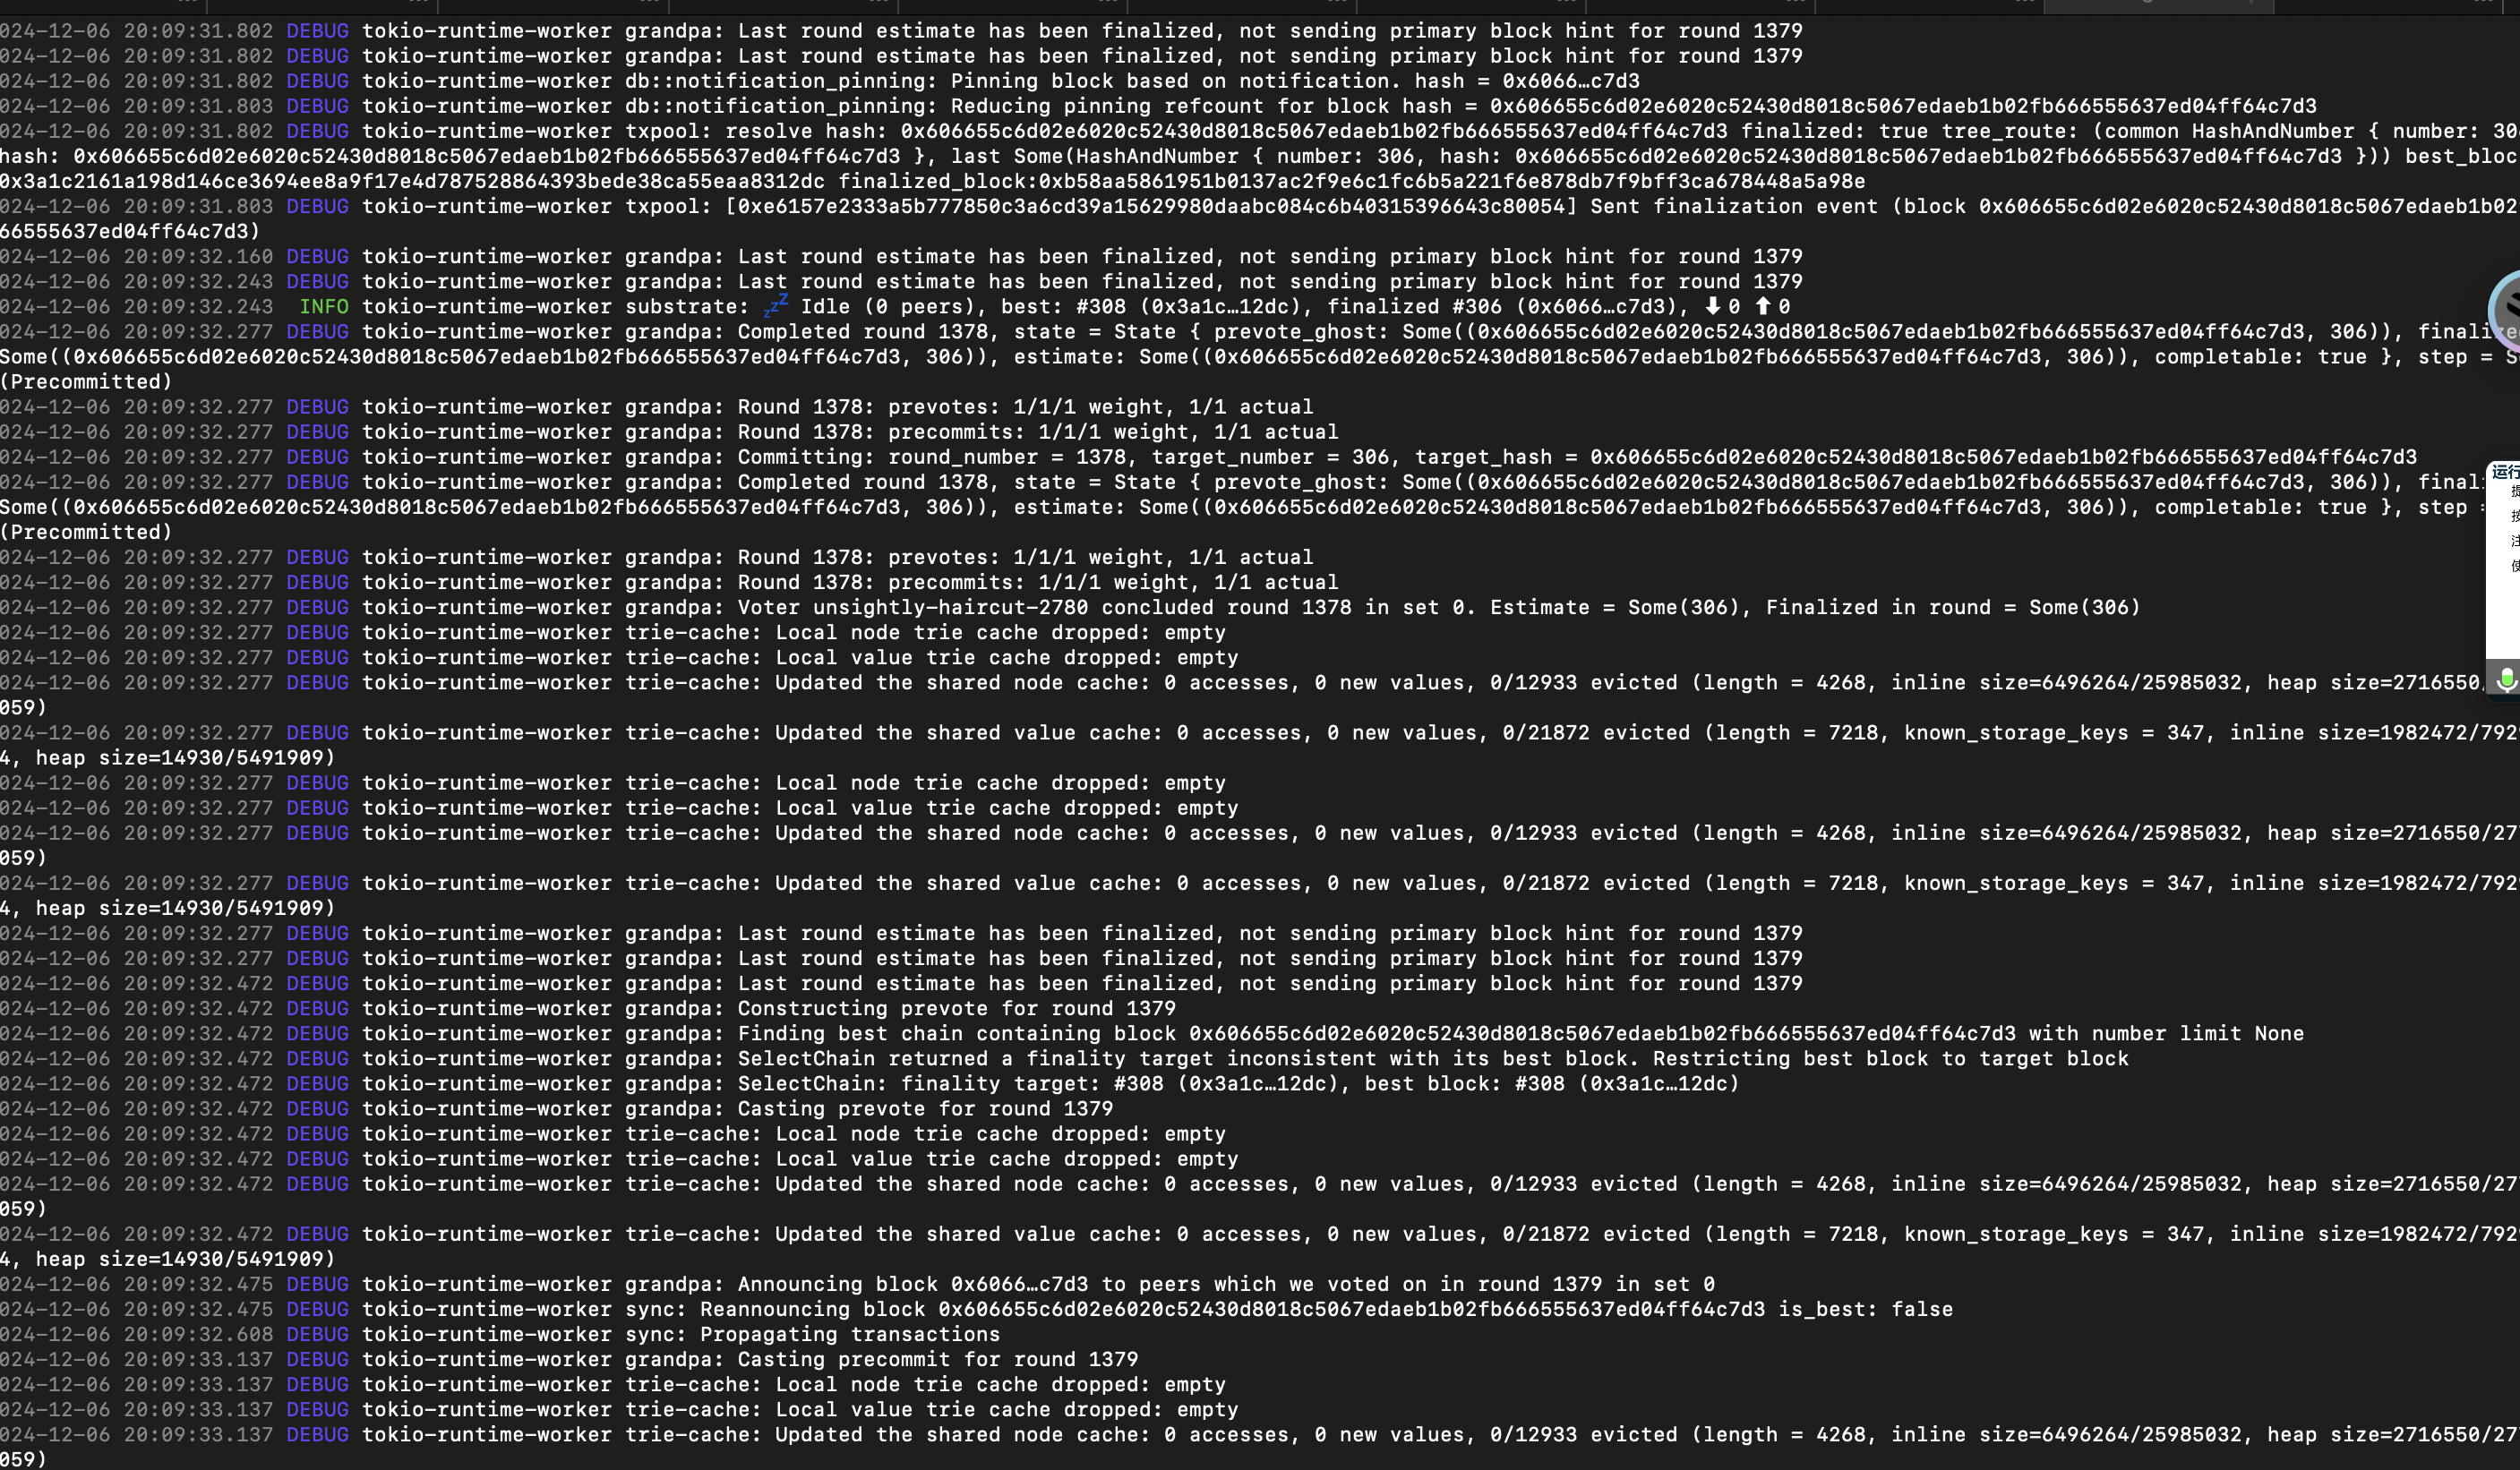 024-12-06 20:09:31.802 DEBUG tokio-runtime-worker grandpa: Last round estimate has been finalized, not sending primary block hint for round 1379
024-12-06 20:09:31.802 DEBUG tokio-runtime-worker grandpa: Last round estimate has been finalized, not sending primary block hint for round 1379
024-12-06 20:09:31.802 DEBUG tokio-runtime-worker db::notification_pinning: Pinning block based on notification. hash = 0x6066…c7d3
024-12-06 20:09:31.803 DEBUG tokio-runtime-worker db::notification_pinning: Reducing pinning refcount for block hash = 0x606655c6d02e6020c52430d8018c5067edaeb1b02fb666555637ed04ff64c7d3
024-12-06 20:09:31.802 DEBUG tokio-runtime-worker txpool: resolve hash: 0x606655c6d02e6020c52430d8018c5067edaeb1b02fb666555637ed04ff64c7d3 finalized: true tree_route: (common HashAndNumber { number: 30
hash: 0x606655c6d02e6020c52430d8018c5067edaeb1b02fb666555637ed04ff64c7d3 }, last Some(HashAndNumber { number: 306, hash: 0x606655c6d02e6020c52430d8018c5067edaeb1b02fb666555637ed04ff64c7d3 })) best_bloc
0x3a1c2161a198d146ce3694ee8a9f17e4d787528864393bede38ca55eaa8312dc finalized_block:0xb58aa5861951b0137ac2f9e6c1fc6b5a221f6e878db7f9bff3ca678448a5a98e
024-12-06 20:09:31.803 DEBUG tokio-runtime-worker txpool: [0xe6157e2333a5b777850c3a6cd39a15629980daabc084c6b40315396643c80054] Sent finalization event (block 0x606655c6d02e6020c52430d8018c5067edaeb1b02
66555637ed04ff64c7d3)
024-12-06 20:09:32.160 DEBUG tokio-runtime-worker grandpa: Last round estimate has been finalized, not sending primary block hint for round 1379
024-12-06 20:09:32.243 DEBUG tokio-runtime-worker grandpa: Last round estimate has been finalized, not sending primary block hint for round 1379
024-12-06 20:09:32.243 INFO tokio-runtime-worker substrate: 💤 Idle (0 peers), best: #308 (0x3a1c…12dc), finalized #306 (0x6066…c7d3), ⬇ 0 ⬆ 0
024-12-06 20:09:32.277 DEBUG tokio-runtime-worker grandpa: Completed round 1378, state = State { prevote_ghost: Some((0x606655c6d02e6020c52430d8018c5067edaeb1b02fb666555637ed04ff64c7d3, 306)), finalize
Some((0x606655c6d02e6020c52430d8018c5067edaeb1b02fb666555637ed04ff64c7d3, 306)), estimate: Some((0x606655c6d02e6020c52430d8018c5067edaeb1b02fb666555637ed04ff64c7d3, 306)), completable: true }, step = S
(Precommitted)
024-12-06 20:09:32.277 DEBUG tokio-runtime-worker grandpa: Round 1378: prevotes: 1/1/1 weight, 1/1 actual
024-12-06 20:09:32.277 DEBUG tokio-runtime-worker grandpa: Round 1378: precommits: 1/1/1 weight, 1/1 actual
024-12-06 20:09:32.277 DEBUG tokio-runtime-worker grandpa: Committing: round_number = 1378, target_number = 306, target_hash = 0x606655c6d02e6020c52430d8018c5067edaeb1b02fb666555637ed04ff64c7d3
024-12-06 20:09:32.277 DEBUG tokio-runtime-worker grandpa: Completed round 1378, state = State { prevote_ghost: Some((0x606655c6d02e6020c52430d8018c5067edaeb1b02fb666555637ed04ff64c7d3, 306)), final
Some((0x606655c6d02e6020c52430d8018c5067edaeb1b02fb666555637ed04ff64c7d3, 306)), estimate: Some((0x606655c6d02e6020c52430d8018c5067edaeb1b02fb666555637ed04ff64c7d3, 306)), completable: true }, step =
(Precommitted)
024-12-06 20:09:32.277 DEBUG tokio-runtime-worker grandpa: Round 1378: prevotes: 1/1/1 weight, 1/1 actual
024-12-06 20:09:32.277 DEBUG tokio-runtime-worker grandpa: Round 1378: precommits: 1/1/1 weight, 1/1 actual
024-12-06 20:09:32.277 DEBUG tokio-runtime-worker grandpa: Voter unsightly-haircut-2780 concluded round 1378 in set 0. Estimate = Some(306), Finalized in round = Some(306)
024-12-06 20:09:32.277 DEBUG tokio-runtime-worker trie-cache: Local node trie cache dropped: empty
024-12-06 20:09:32.277 DEBUG tokio-runtime-worker trie-cache: Local value trie cache dropped: empty
024-12-06 20:09:32.277 DEBUG tokio-runtime-worker trie-cache: Updated the shared node cache: 0 accesses, 0 new values, 0/12933 evicted (length = 4268, inline size=6496264/25985032, heap size=2716550/
059)
024-12-06 20:09:32.277 DEBUG tokio-runtime-worker trie-cache: Updated the shared value cache: 0 accesses, 0 new values, 0/21872 evicted (length = 7218, known_storage_keys = 347, inline size=1982472/792
4, heap size=14930/5491909)
024-12-06 20:09:32.277 DEBUG tokio-runtime-worker trie-cache: Local node trie cache dropped: empty
024-12-06 20:09:32.277 DEBUG tokio-runtime-worker trie-cache: Local value trie cache dropped: empty
024-12-06 20:09:32.277 DEBUG tokio-runtime-worker trie-cache: Updated the shared node cache: 0 accesses, 0 new values, 0/12933 evicted (length = 4268, inline size=6496264/25985032, heap size=2716550/27
059)
024-12-06 20:09:32.277 DEBUG tokio-runtime-worker trie-cache: Updated the shared value cache: 0 accesses, 0 new values, 0/21872 evicted (length = 7218, known_storage_keys = 347, inline size=1982472/792
4, heap size=14930/5491909)
024-12-06 20:09:32.277 DEBUG tokio-runtime-worker grandpa: Last round estimate has been finalized, not sending primary block hint for round 1379
024-12-06 20:09:32.277 DEBUG tokio-runtime-worker grandpa: Last round estimate has been finalized, not sending primary block hint for round 1379
024-12-06 20:09:32.472 DEBUG tokio-runtime-worker grandpa: Last round estimate has been finalized, not sending primary block hint for round 1379
024-12-06 20:09:32.472 DEBUG tokio-runtime-worker grandpa: Constructing prevote for round 1379
024-12-06 20:09:32.472 DEBUG tokio-runtime-worker grandpa: Finding best chain containing block 0x606655c6d02e6020c52430d8018c5067edaeb1b02fb666555637ed04ff64c7d3 with number limit None
024-12-06 20:09:32.472 DEBUG tokio-runtime-worker grandpa: SelectChain returned a finality target inconsistent with its best block. Restricting best block to target block
024-12-06 20:09:32.472 DEBUG tokio-runtime-worker grandpa: SelectChain: finality target: #308 (0x3a1c…12dc), best block: #308 (0x3a1c…12dc)
024-12-06 20:09:32.472 DEBUG tokio-runtime-worker grandpa: Casting prevote for round 1379
024-12-06 20:09:32.472 DEBUG tokio-runtime-worker trie-cache: Local node trie cache dropped: empty
024-12-06 20:09:32.472 DEBUG tokio-runtime-worker trie-cache: Local value trie cache dropped: empty
024-12-06 20:09:32.472 DEBUG tokio-runtime-worker trie-cache: Updated the shared node cache: 0 accesses, 0 new values, 0/12933 evicted (length = 4268, inline size=6496264/25985032, heap size=2716550/27
059)
024-12-06 20:09:32.472 DEBUG tokio-runtime-worker trie-cache: Updated the shared value cache: 0 accesses, 0 new values, 0/21872 evicted (length = 7218, known_storage_keys = 347, inline size=1982472/792
4, heap size=14930/5491909)
024-12-06 20:09:32.475 DEBUG tokio-runtime-worker grandpa: Announcing block 0x6066…c7d3 to peers which we voted on in round 1379 in set 0
024-12-06 20:09:32.475 DEBUG tokio-runtime-worker sync: Reannouncing block 0x606655c6d02e6020c52430d8018c5067edaeb1b02fb666555637ed04ff64c7d3 is_best: false
024-12-06 20:09:32.608 DEBUG tokio-runtime-worker sync: Propagating transactions
024-12-06 20:09:33.137 DEBUG tokio-runtime-worker grandpa: Casting precommit for round 1379
024-12-06 20:09:33.137 DEBUG tokio-runtime-worker trie-cache: Local node trie cache dropped: empty
024-12-06 20:09:33.137 DEBUG tokio-runtime-worker trie-cache: Local value trie cache dropped: empty
024-12-06 20:09:33.137 DEBUG tokio-runtime-worker trie-cache: Updated the shared node cache: 0 accesses, 0 new values, 0/12933 evicted (length = 4268, inline size=6496264/25985032, heap size=2716550/27
059)
运行